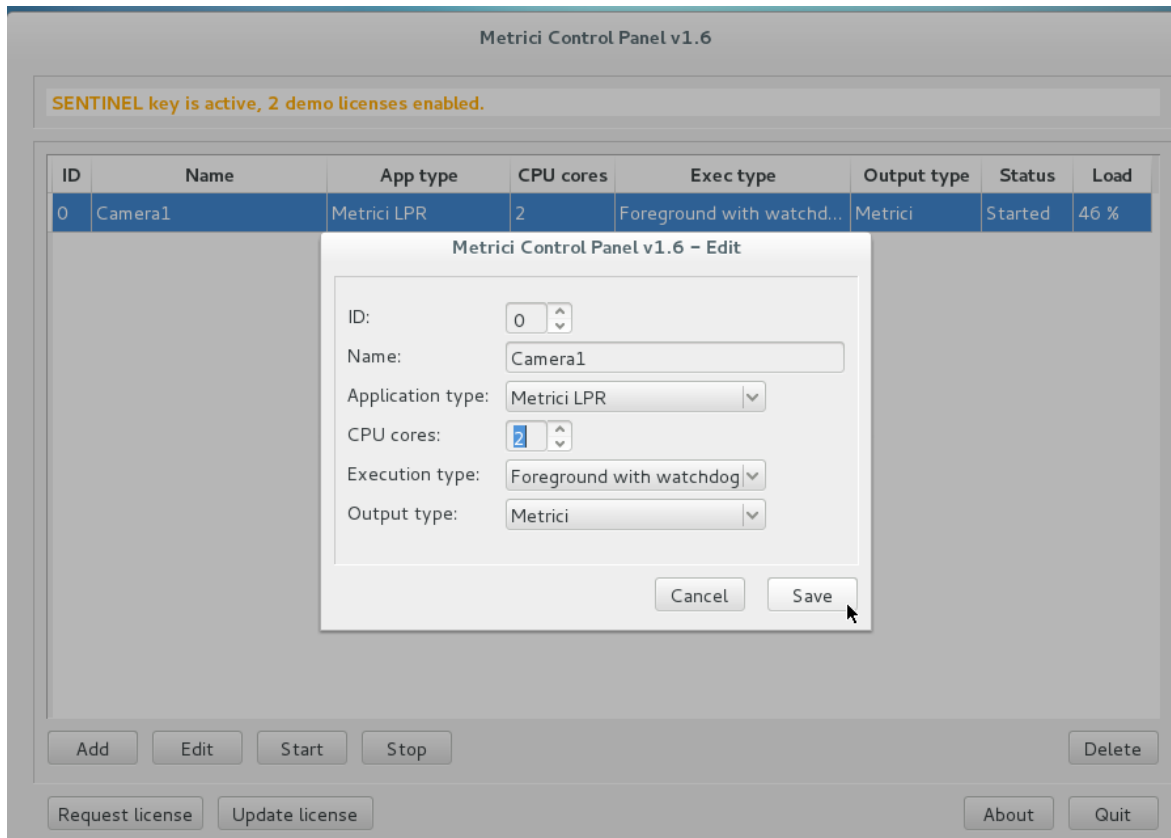 Metrici Control Panel v1.6
SENTINEL key is active, 2 demo licenses enabled.
ID Name App type CPU cores Exec type Output type Status Load
0 Camera1 Metrici LPR 2 Foreground with watchd... Metrici Started 46 %
Metrici Control Panel v1.6 - Edit
ID: 0
Name: Camera1
Application type: Metrici LPR
CPU cores: 2
Execution type: Foreground with watchdog
Output type: Metrici
Cancel Save
Add Edit Start Stop Delete
Request license Update license About Quit